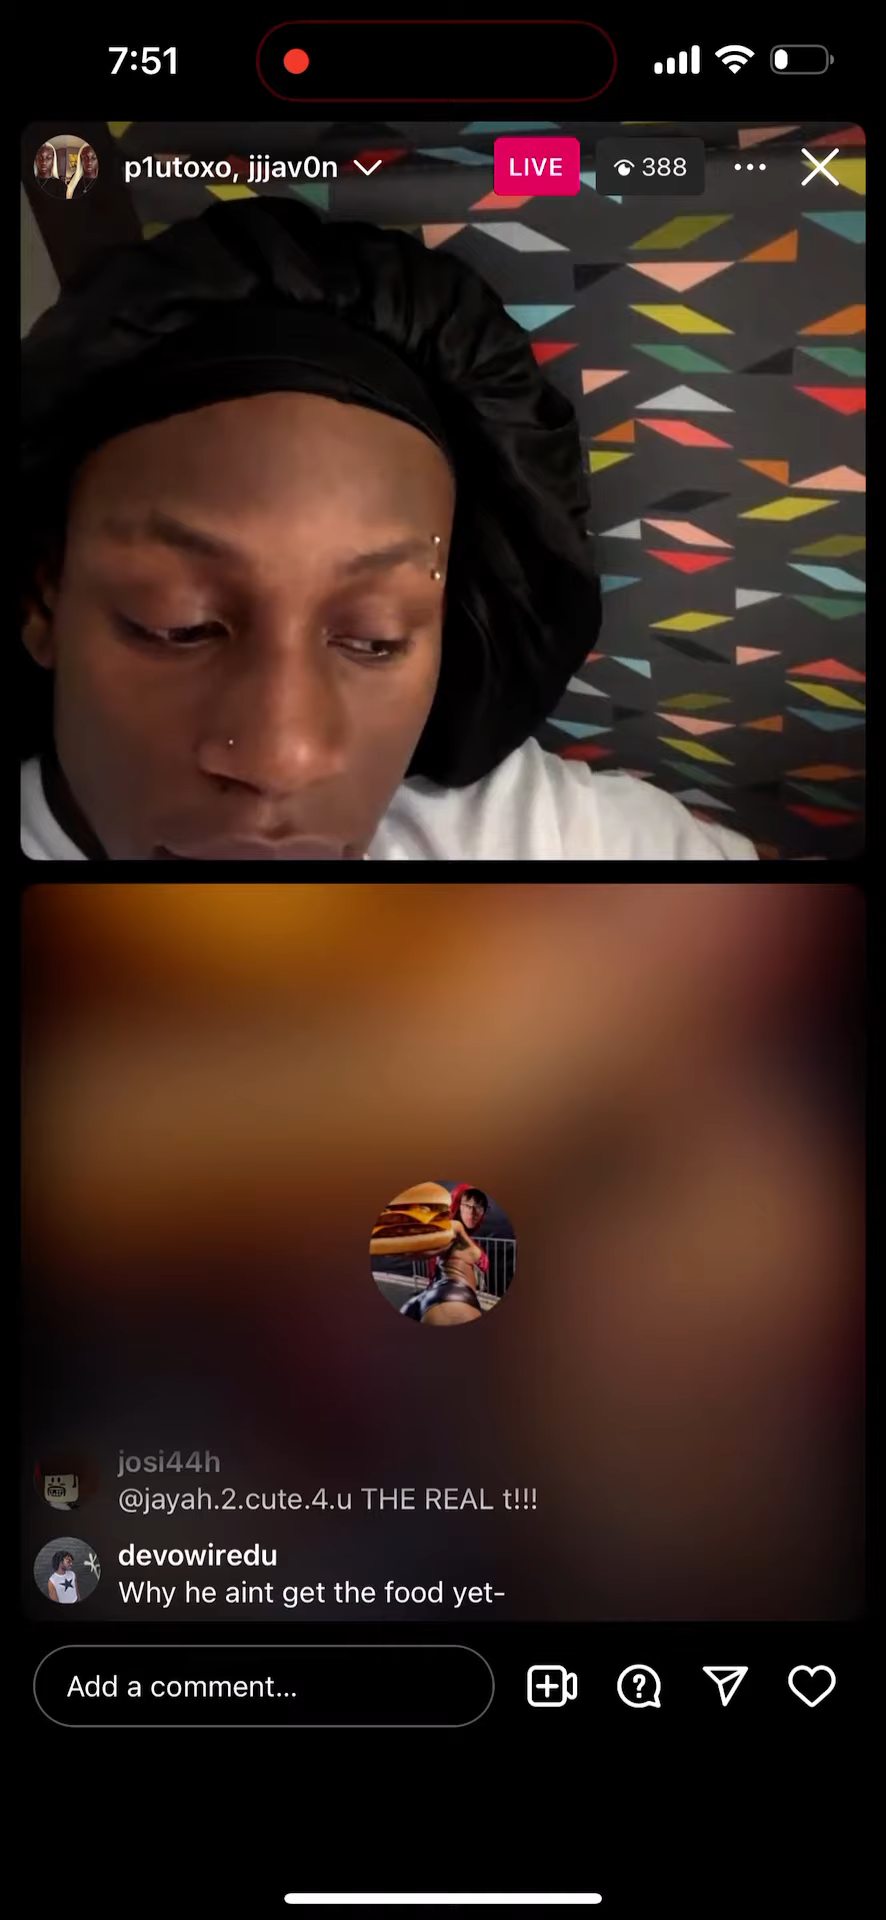 7:51
p1utoxo, jjjav0n
LIVE
388
josi44h
@jayah.2.cute.4.u THE REAL t!!!
devowiredu
Why he aint get the food yet-
Add a comment...